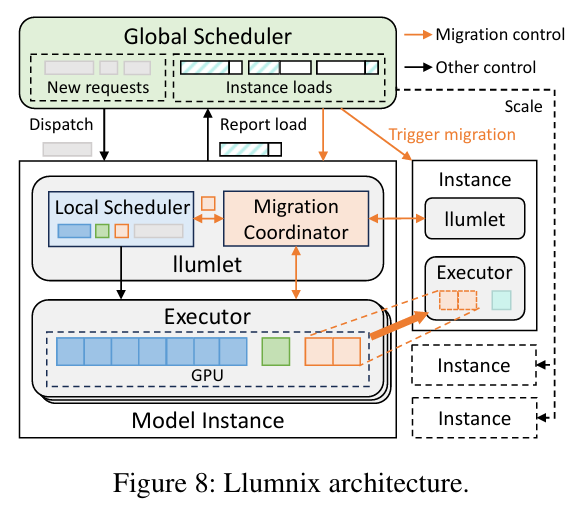 Global Scheduler
New requests
Instance loads
Migration control
Other control
Scale
Dispatch
Report load
Trigger migration
Local Scheduler
Migration
Coordinator
llumlet
Executor
GPU
Model Instance
Instance
llumlet
Executor
Instance
Instance
Figure 8: Llumnix architecture.